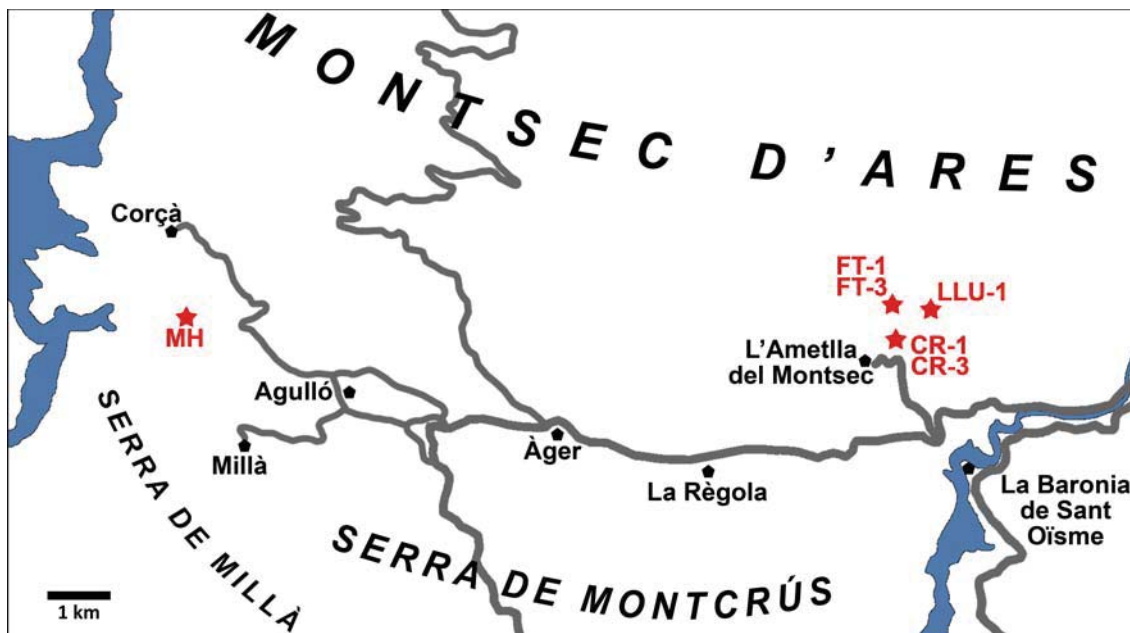 MONTSEC D'ARES
Corçà
MH
FT-1
FT-3
LLU-1
CR-1
CR-3
L'Ametlla
del Montsec
Agulló
Millà
Àger
La Règola
La Baronia
de Sant
Oïsme
SERRA DE MILLÀ
SERRA DE MONTCRÚS
1 km